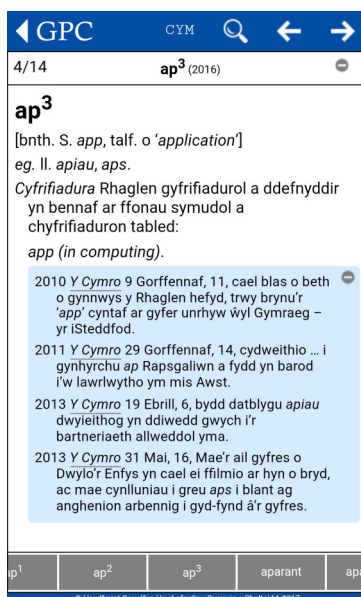 GPC CYM
4/14 ap³ (2016)
ap³
[bnth. S. app, talf. o ‘application’]
eg. ll. apiau, aps.
Cyfrifiadura Rhaglen gyfrifiadurol a ddefnyddir
yn bennaf ar ffonau symudol a
chyfrifiaduron tabled:
app (in computing).
2010 Y Cymro 9 Gorffennaf, 11, cael blas o beth
o gynnwys y Rhaglen hefyd, trwy brynu’r
‘app’ cyntaf ar gyfer unrhyw ŵyl Gymraeg –
yr iSteddfod.
2011 Y Cymro 29 Gorffennaf, 14, cydweithio ... i
gynhyrchu ap Rapsgaliwn a fydd yn barod
i’w lawrlwytho ym mis Awst.
2013 Y Cymro 19 Ebrill, 6, bydd datblygu apiau
dwyieithog yn ddiwedd gwych i’r
bartneriaeth allweddol yma.
2013 Y Cymro 31 Mai, 16, Mae’r ail gyfres o
Dwylo’r Enfys yn cael ei ffilmio ar hyn o bryd,
ac mae cynlluniau i greu aps i blant ag
anghenion arbennig i gyd-fynd â’r gyfres.
ap¹ ap² ap³ aparant